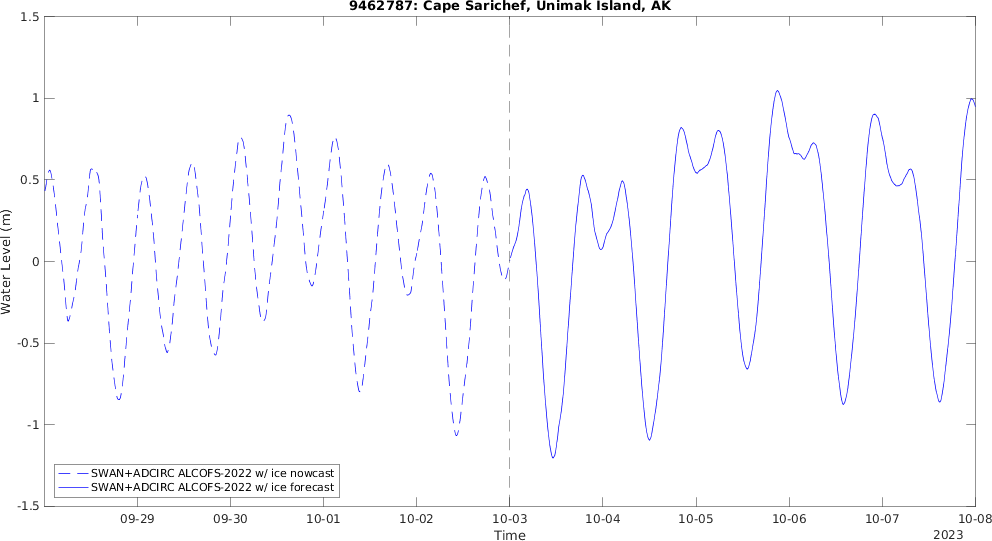 9462787: Cape Sarichef, Unimak Island, AK
1.5
1
0.5
0
-0.5
-1
-1.5
Water Level (m)
SWAN+ADCIRC ALCOFS-2022 w/ ice nowcast
SWAN+ADCIRC ALCOFS-2022 w/ ice forecast
09-29 09-30 10-01 10-02 10-03 10-04 10-05 10-06 10-07 10-08
Time
2023